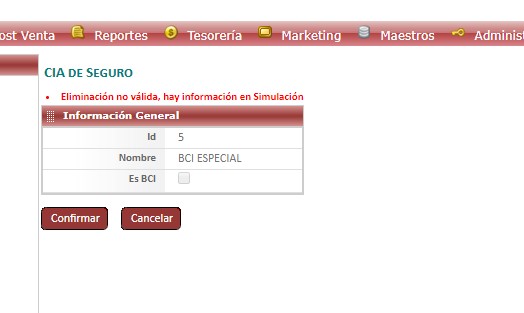 ost Venta Reportes Tesorería Marketing Maestros Administ
CIA DE SEGURO
• Eliminación no válida, hay información en Simulación
Información General
Id 5
Nombre BCI ESPECIAL
Es BCI
Confirmar Cancelar